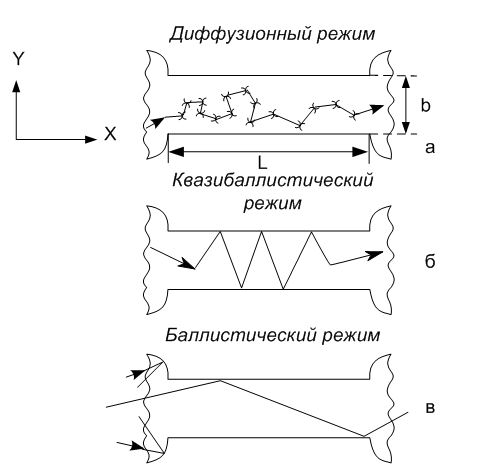 Диффузионный режим
Y
X
b
a
L
Квазибаллистический
режим
б
Баллистический режим
в